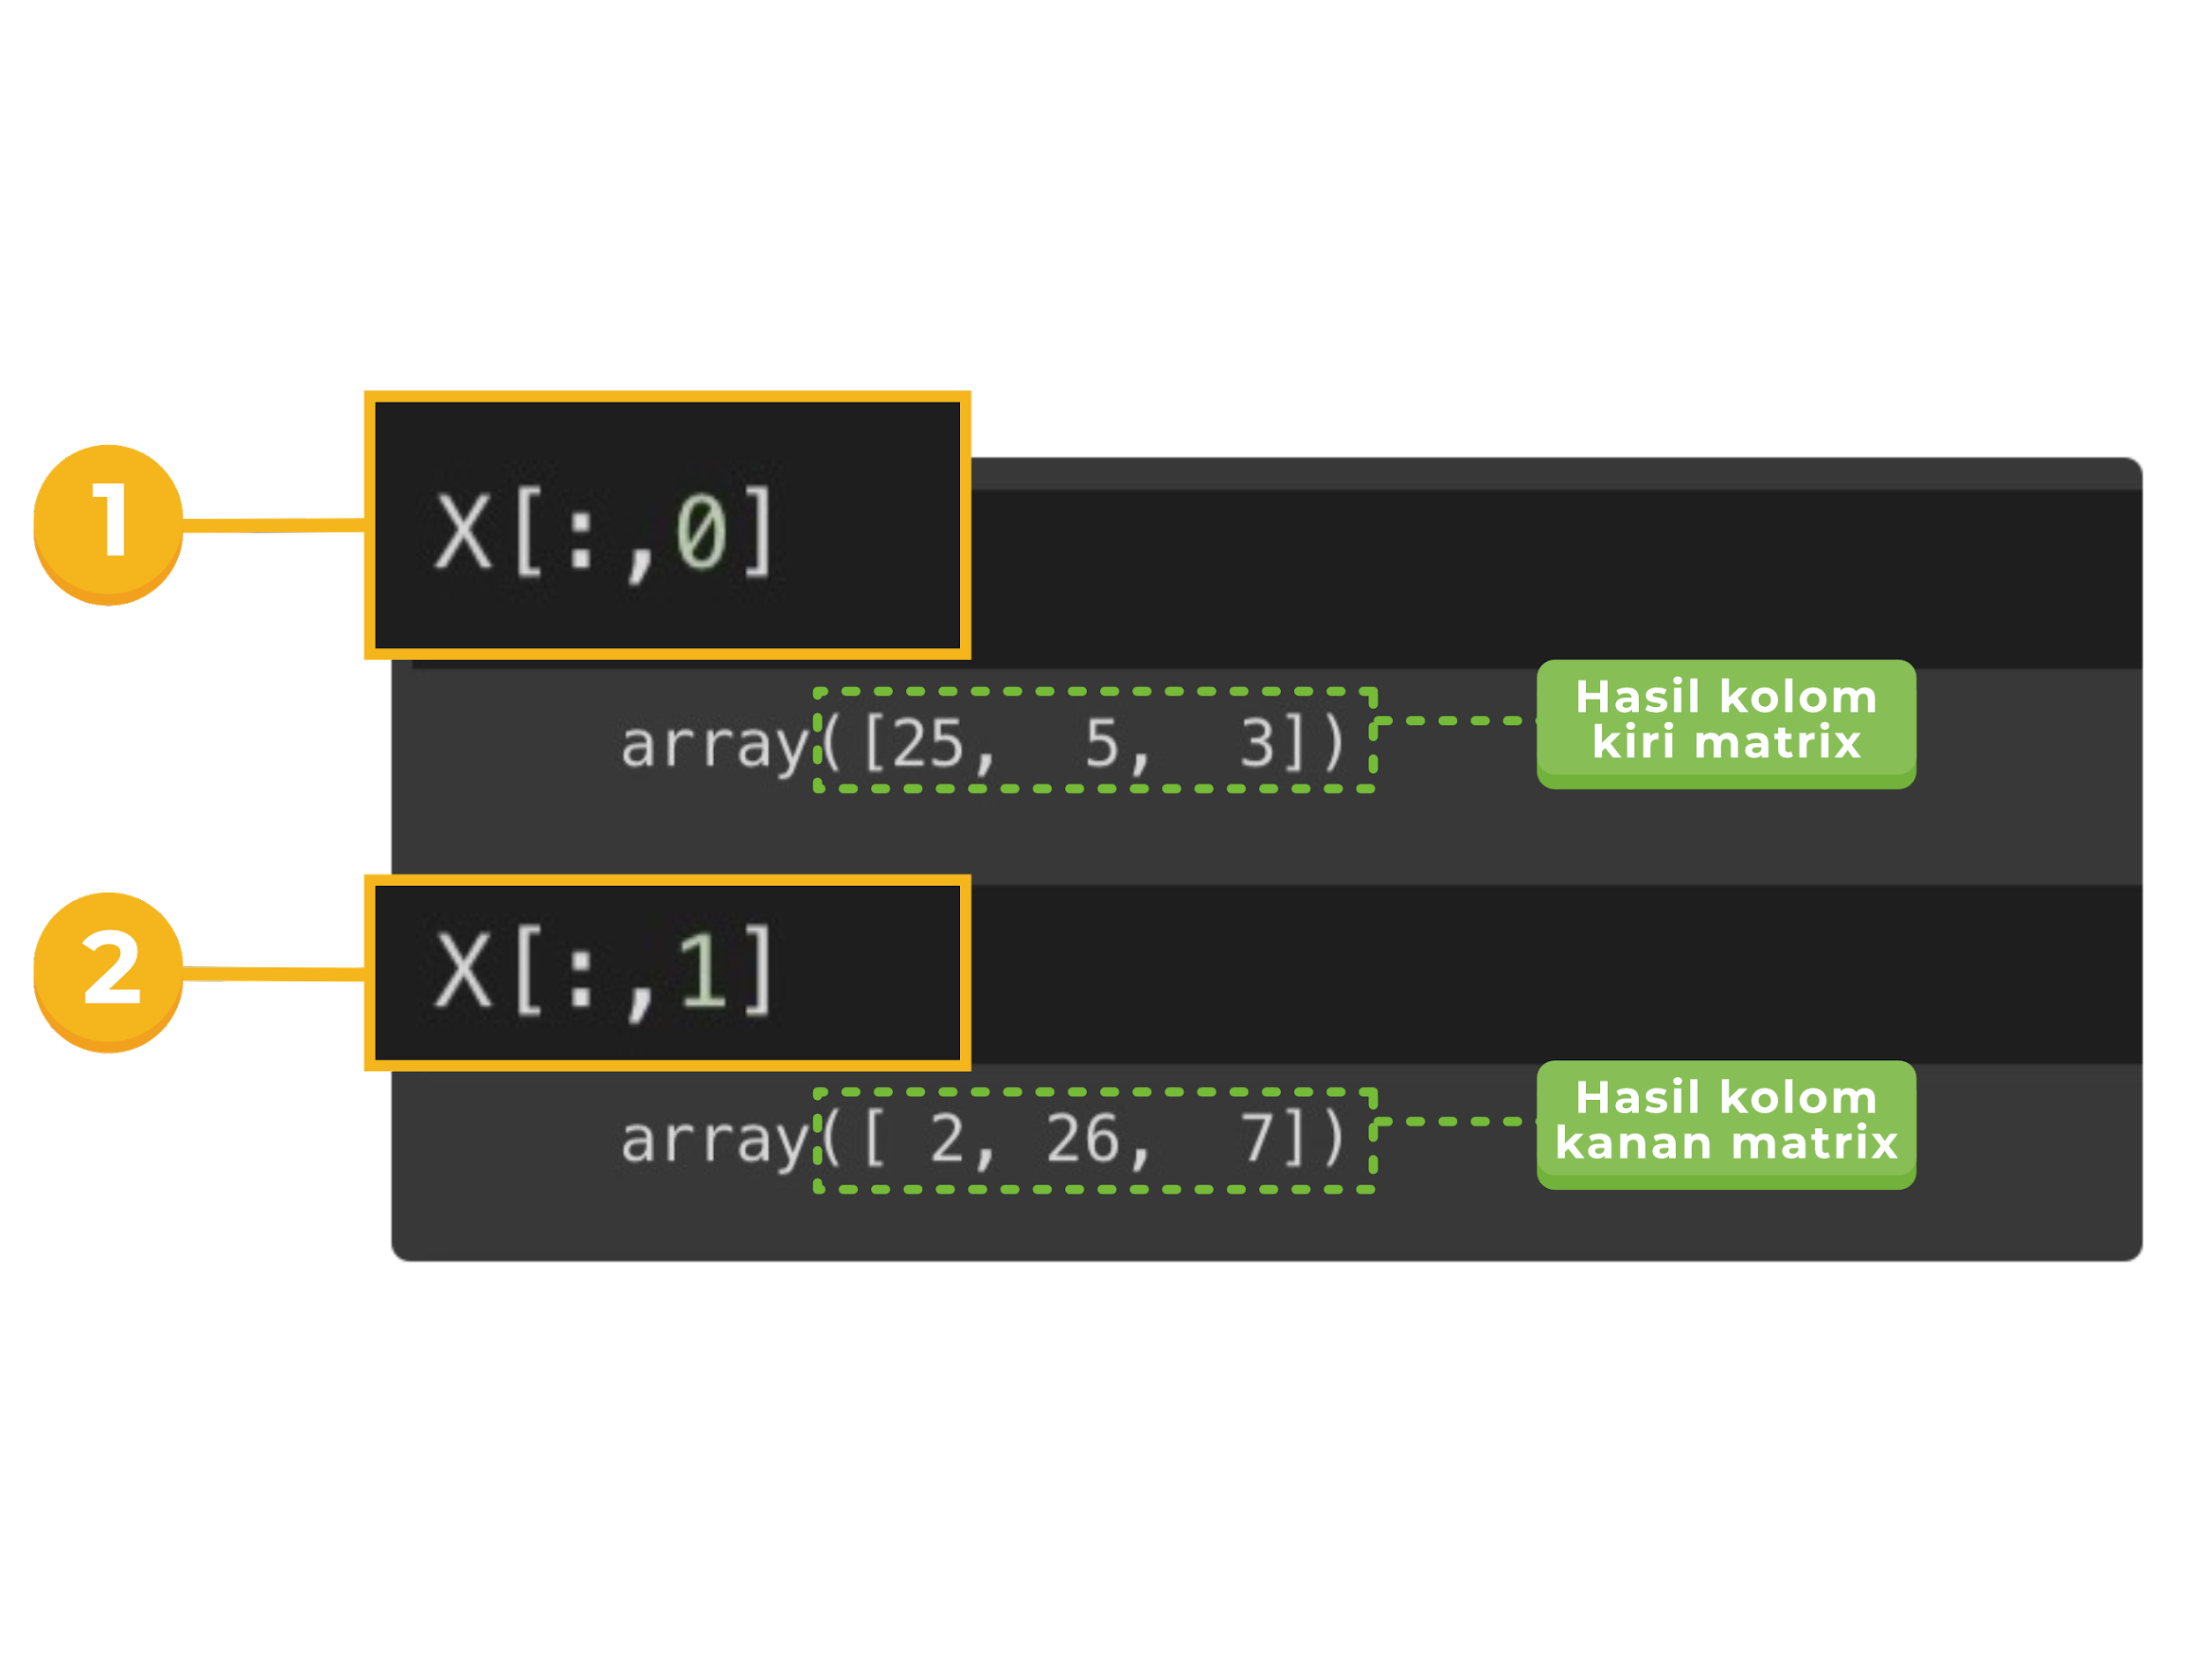 1
X[:,0]
array([25,  5,  3])
Hasil kolom
kiri matrix
2
X[:,1]
array([ 2, 26,  7])
Hasil kolom
kanan matrix